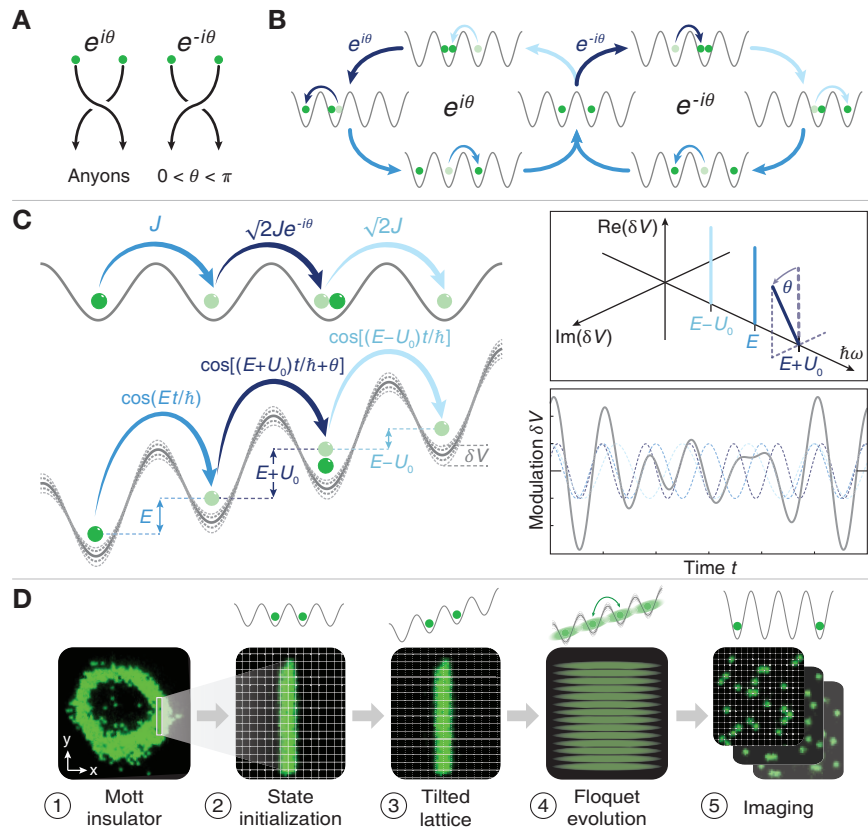 A
e^{iθ}
e^{-iθ}
Anyons
0 < θ < π
B
e^{iθ}
e^{-iθ}
e^{iθ}
e^{-iθ}
C
J
√2Je^{-iθ}
√2J
cos(Et/ħ)
cos[(E+U₀)t/ħ+θ]
cos[(E−U₀)t/ħ]
E
E+U₀
E−U₀
δV
Re(δV)
Im(δV)
θ
E−U₀
E
E+U₀
ħω
Modulation δV
Time t
D
y
x
1 Mott
insulator
2 State
initialization
3 Tilted
lattice
4 Floquet
evolution
5 Imaging